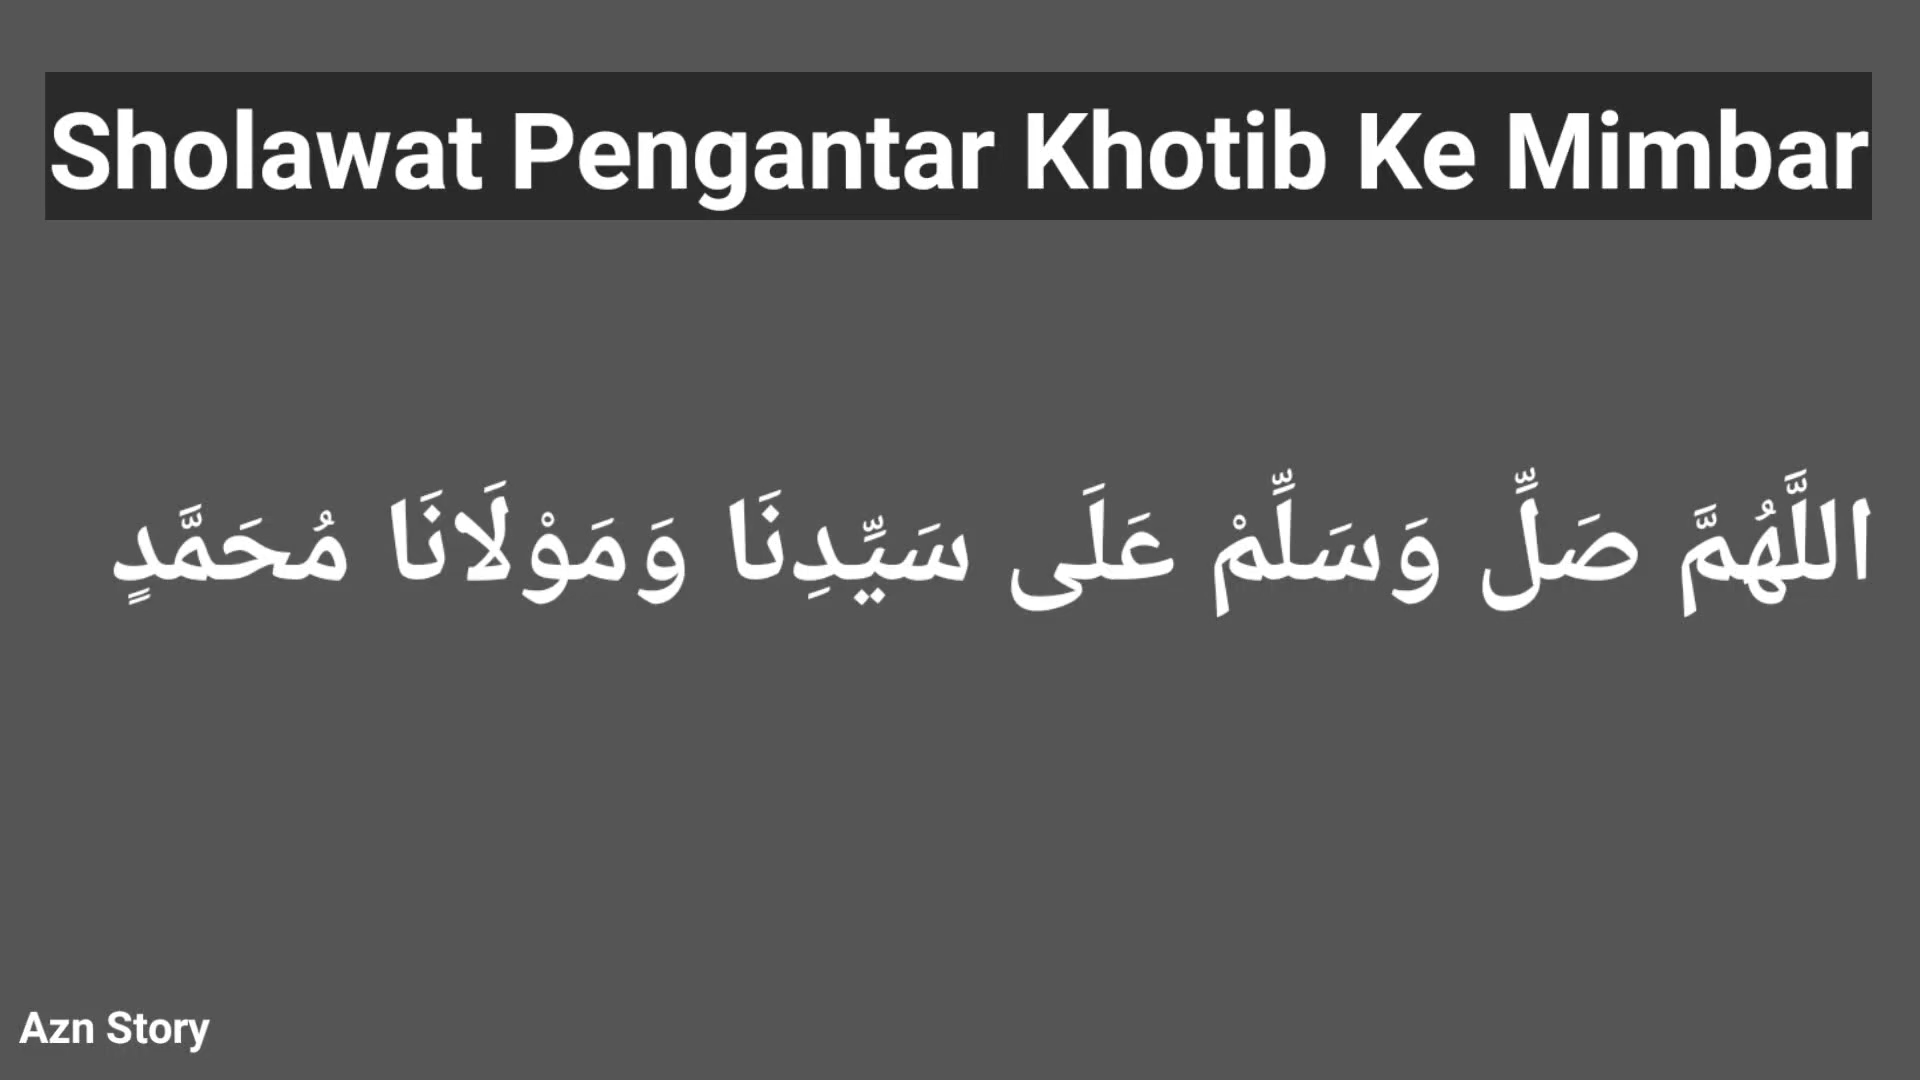 Sholawat Pengantar Khotib Ke Mimbar
اللَّهُمَّ صَلِّ وَسَلِّمْ عَلَى سَيِّدِنَا وَمَوْلَانَا مُحَمَّدٍ
Azn Story